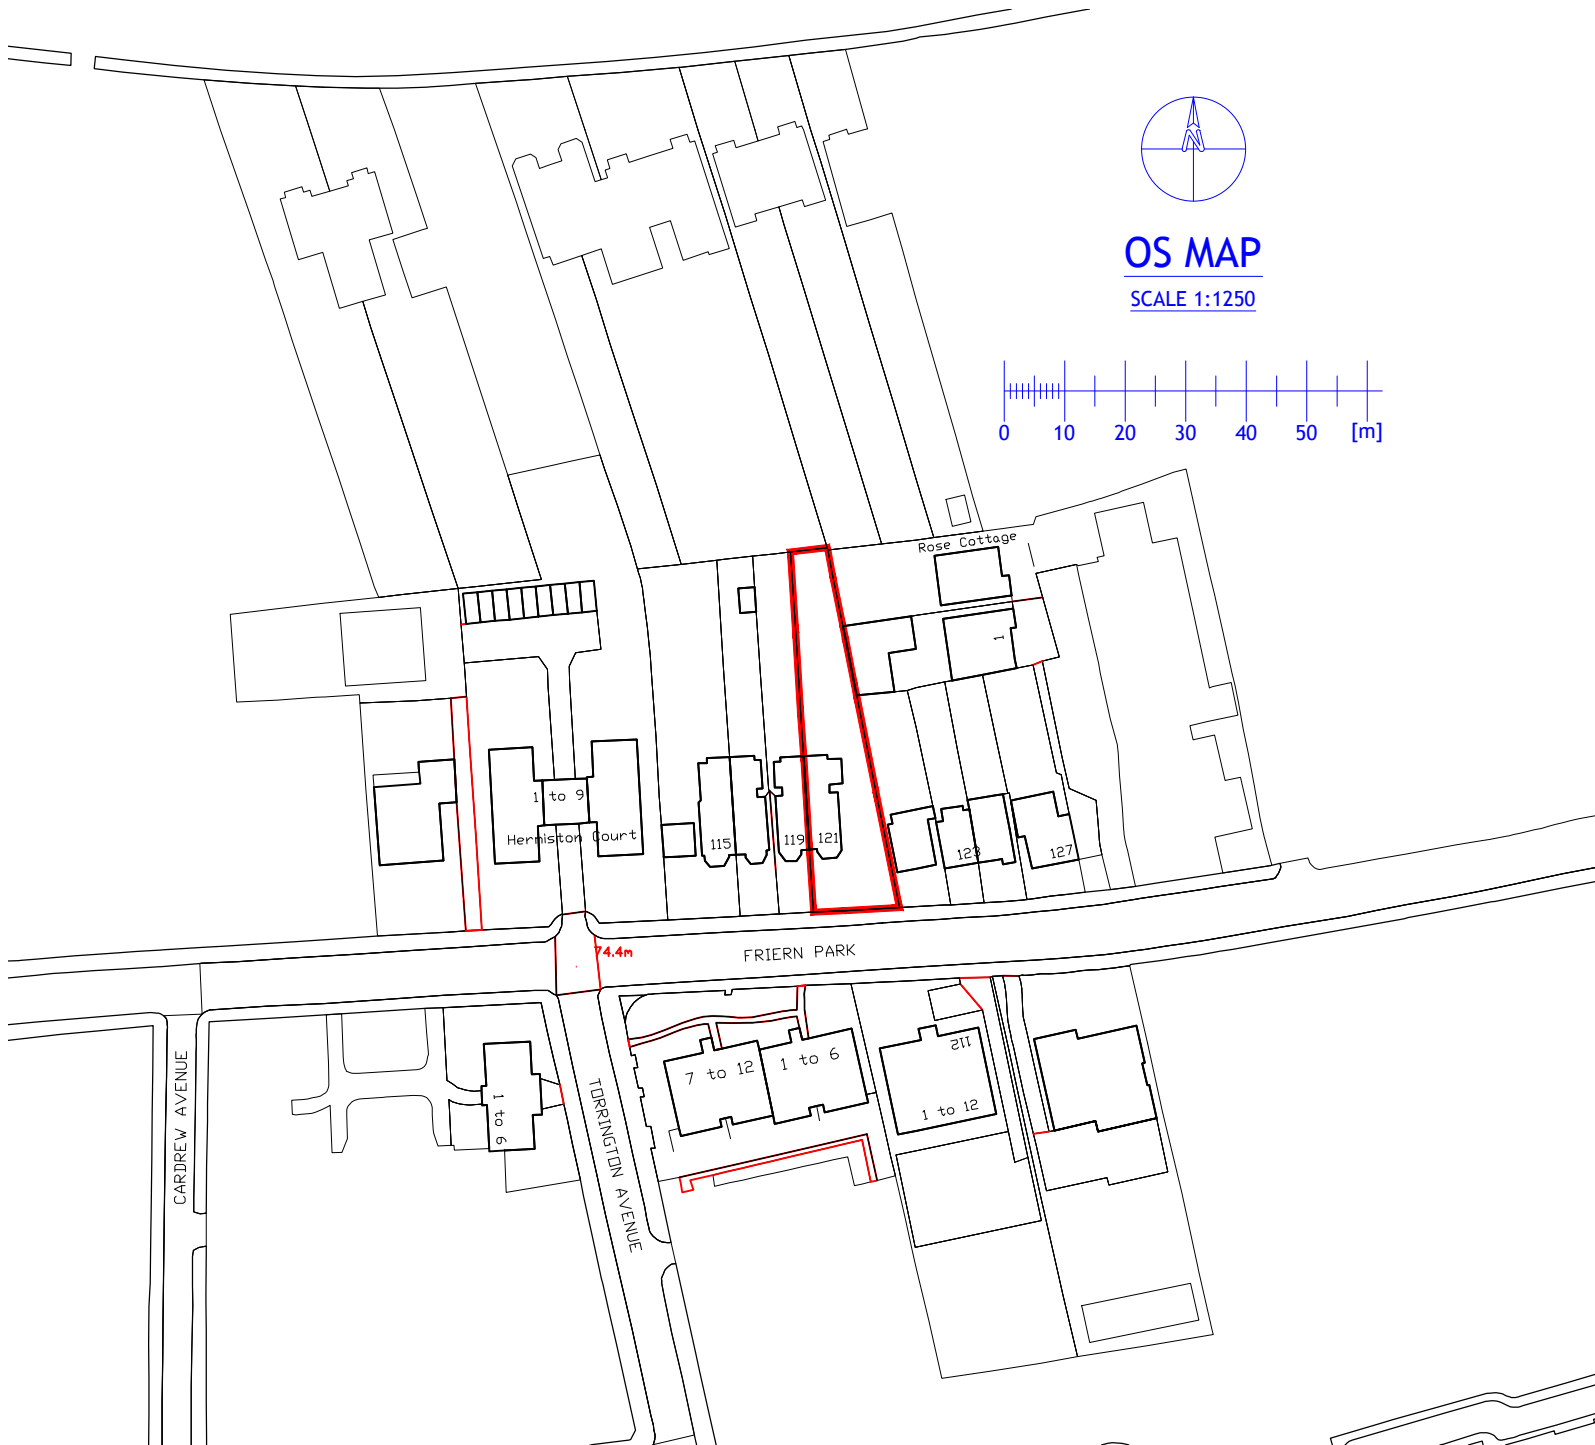 N
OS MAP
SCALE 1:1250
0 10 20 30 40 50 [m]
Rose Cottage
1
1 to 9
Herniston Court
115
119
121
123
127
74.4m
FRIERN PARK
CARDREW AVENUE
1 to 6
TORRINGTON AVENUE
7 to 12
1 to 6
112
1 to 12